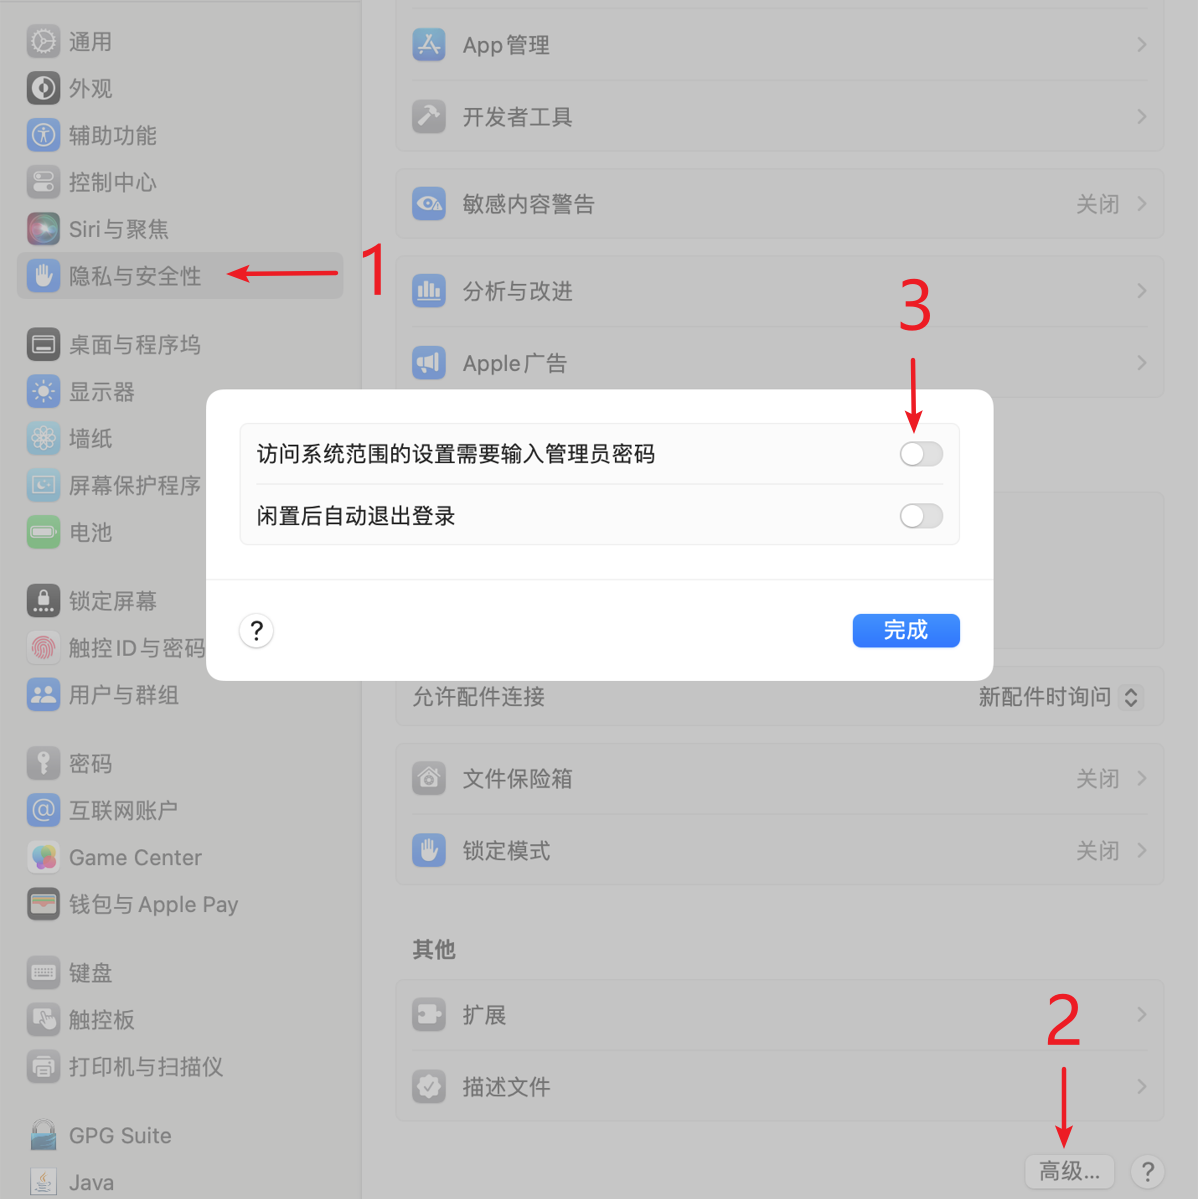 通用
外观
辅助功能
控制中心
Siri与聚焦
隐私与安全性
1
桌面与程序坞
显示器
墙纸
屏幕保护程序
电池
锁定屏幕
触控ID与密码
用户与群组
密码
互联网账户
Game Center
钱包与Apple Pay
键盘
触控板
打印机与扫描仪
GPG Suite
Java
App管理
开发者工具
敏感内容警告 关闭
分析与改进
3
Apple广告
访问系统范围的设置需要输入管理员密码
闲置后自动退出登录
?
完成
允许配件连接 新配件时询问
文件保险箱 关闭
锁定模式 关闭
其他
扩展
2
描述文件
高级... ?